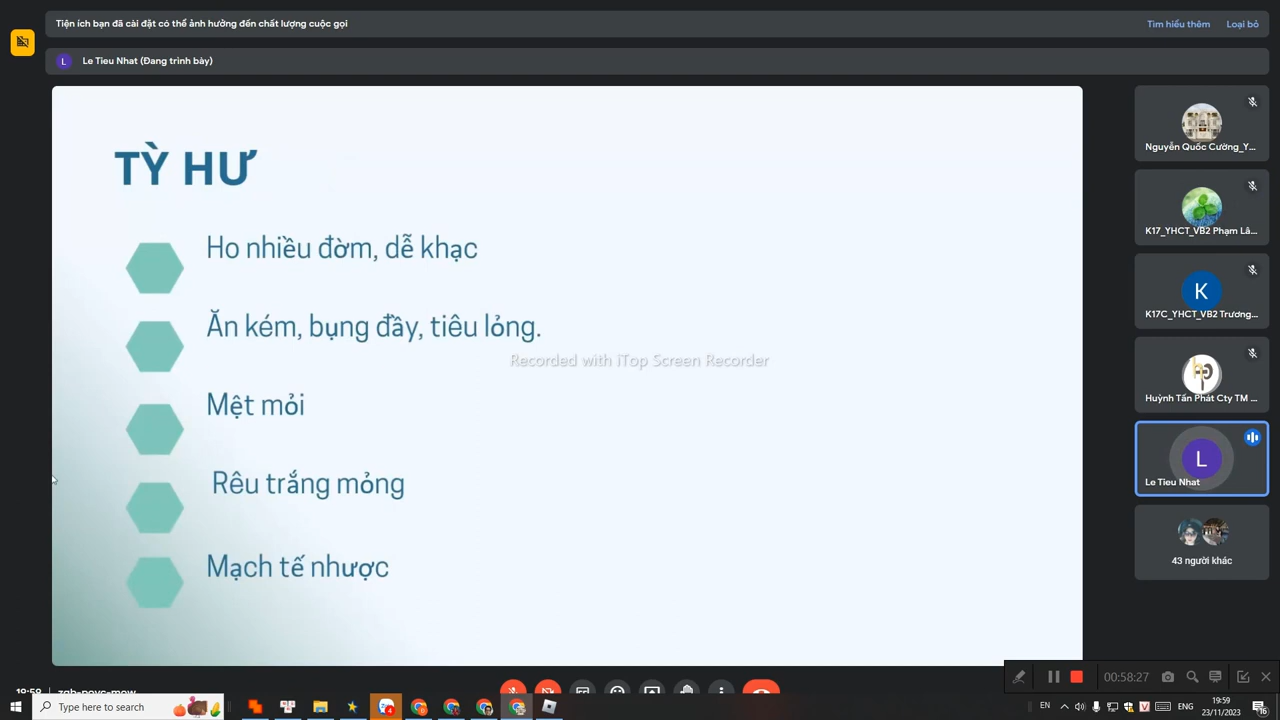 Tiện ích bạn đã cài đặt có thể ảnh hưởng đến chất lượng cuộc gọi
Tìm hiểu thêm
Loại bỏ
L
Le Tieu Nhat (Đang trình bày)
TỲ HƯ
Ho nhiều đờm, dễ khạc
Ăn kém, bụng đầy, tiêu lỏng.
Recorded with iTop Screen Recorder
Mệt mỏi
Rêu trắng mỏng
Mạch tế nhược
Nguyễn Quốc Cường_Y...
K17_YHCT_VB2 Phạm Lâ...
K
K17C_YHCT_VB2 Trương...
Huỳnh Tấn Phát Cty TM ...
L
Le Tieu Nhat
43 người khác
00:58:27
Type here to search
EN
ENG
19:59
23/11/2023